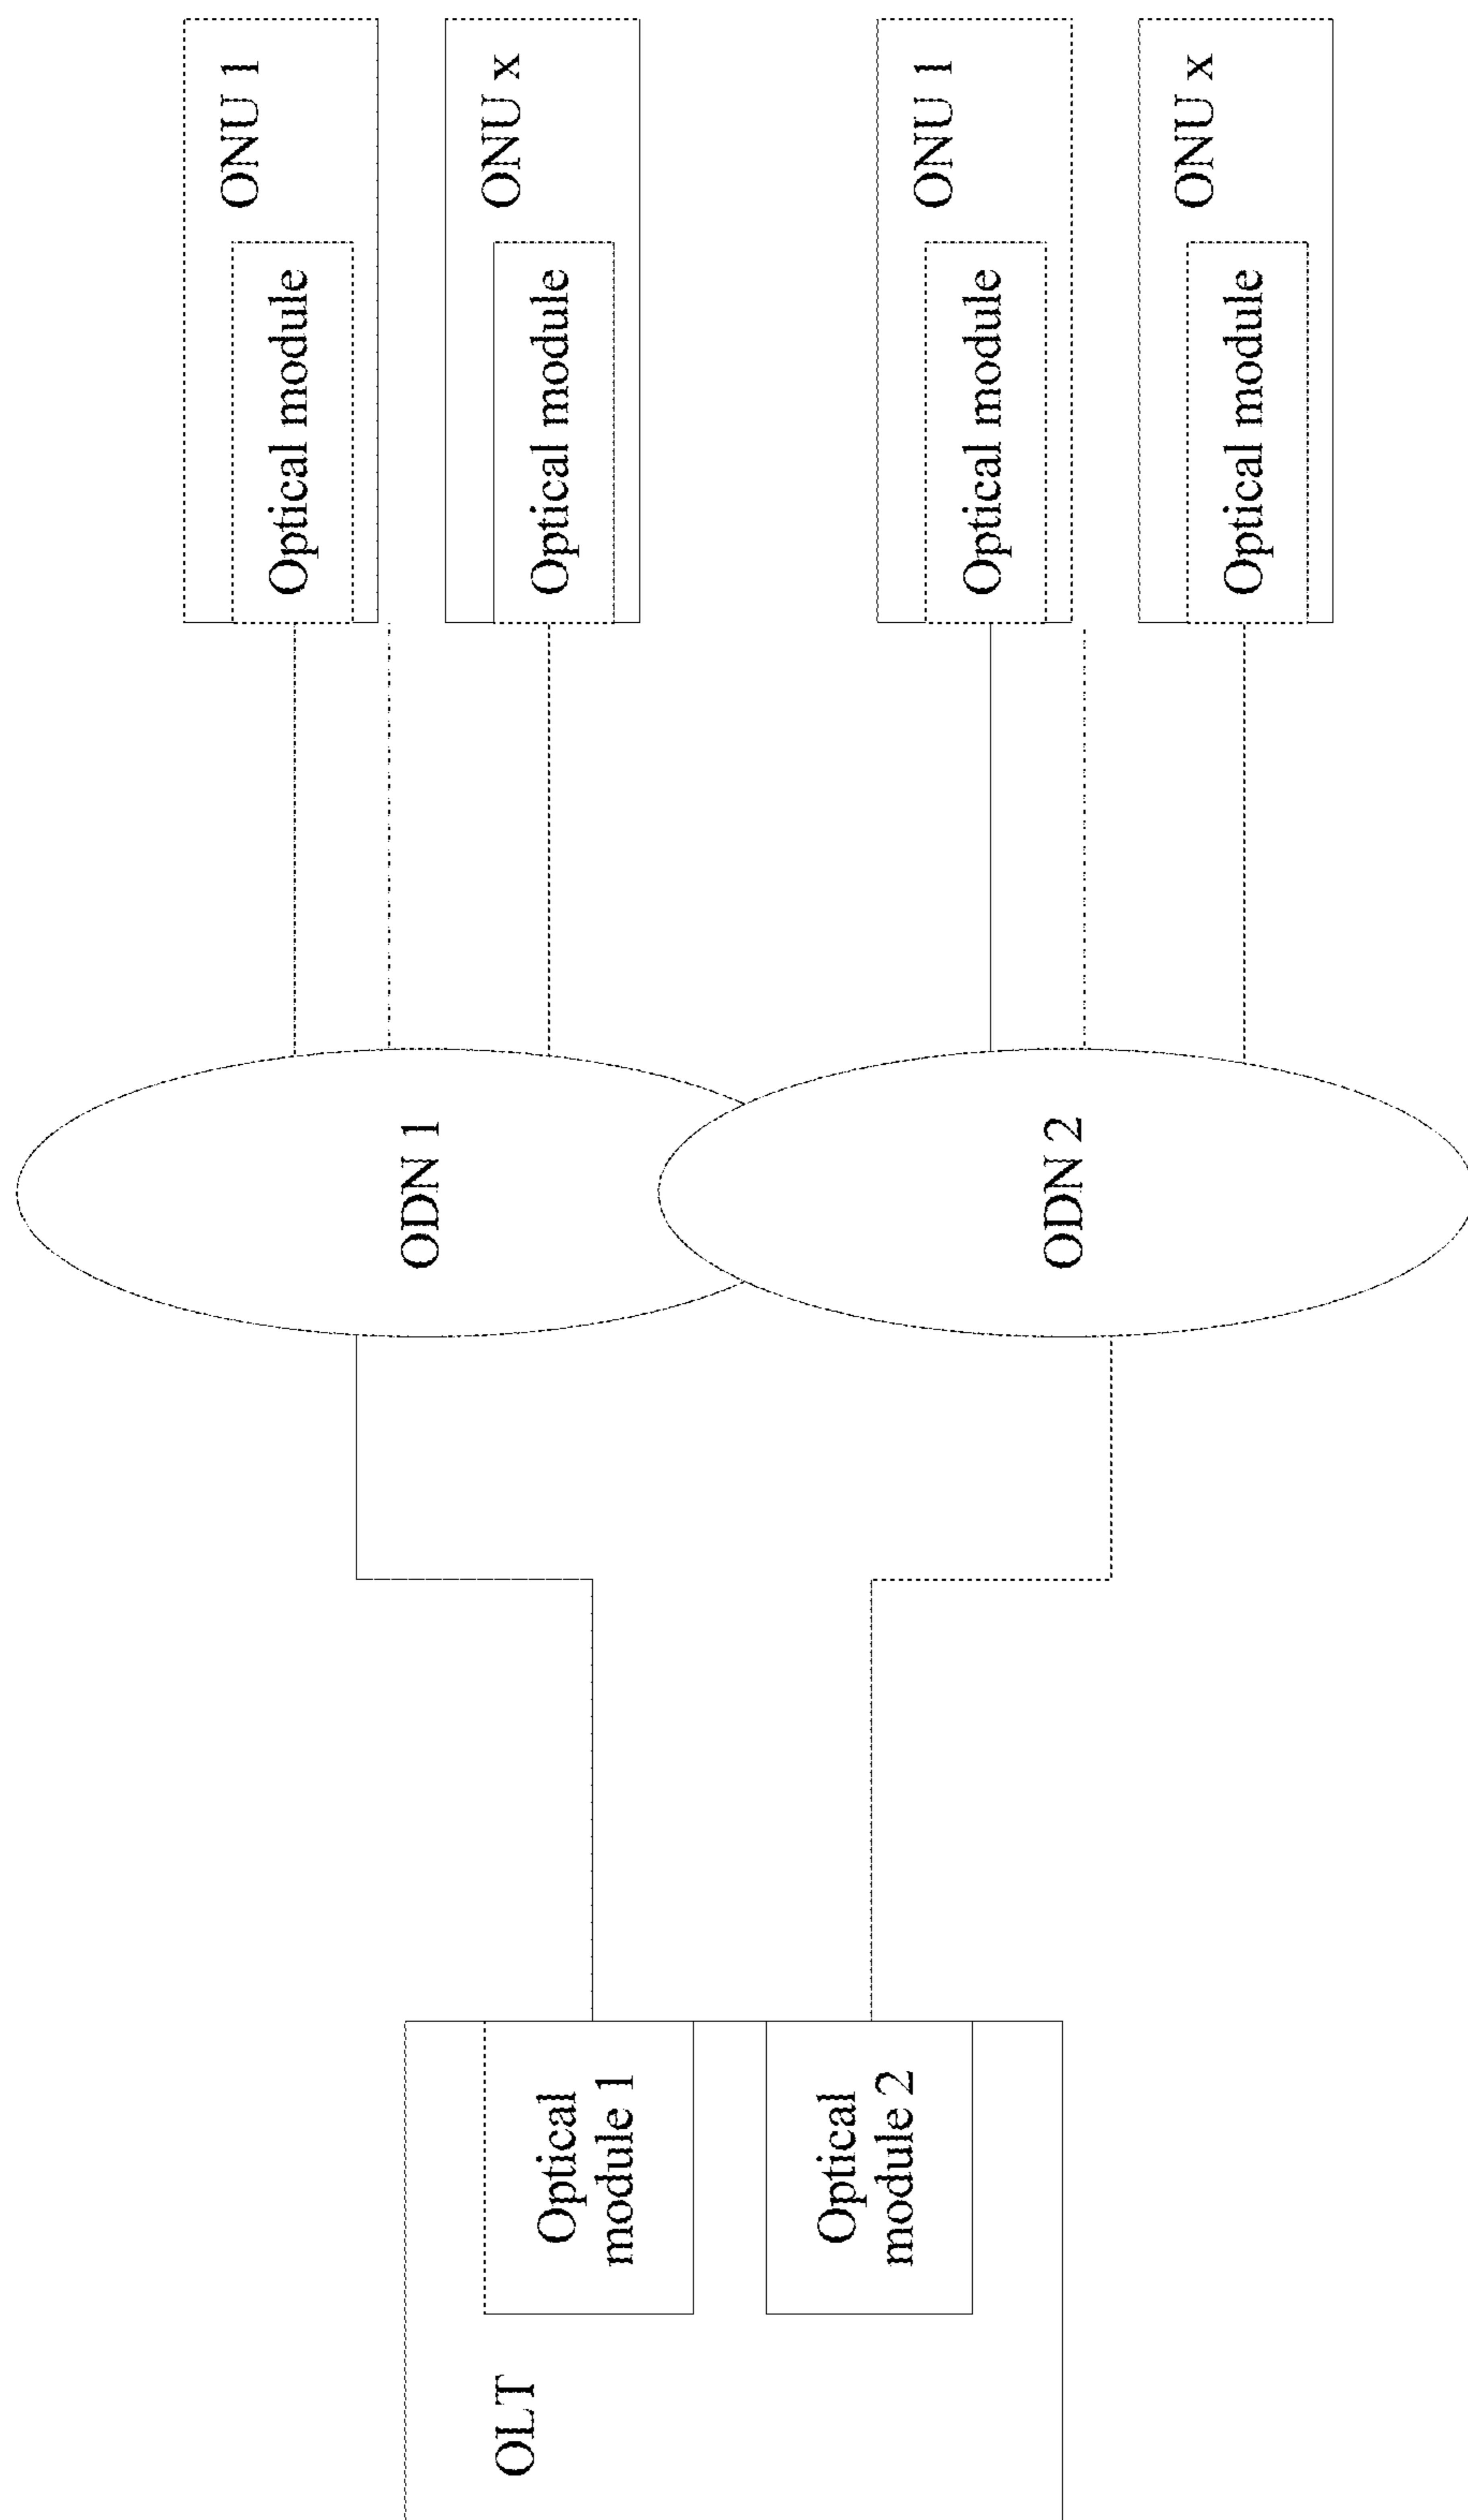 OLT
Optical
module 1
Optical
module 2
ODN 1
ODN 2
ONU 1
Optical module
ONU x
Optical module
ONU 1
Optical module
ONU x
Optical module